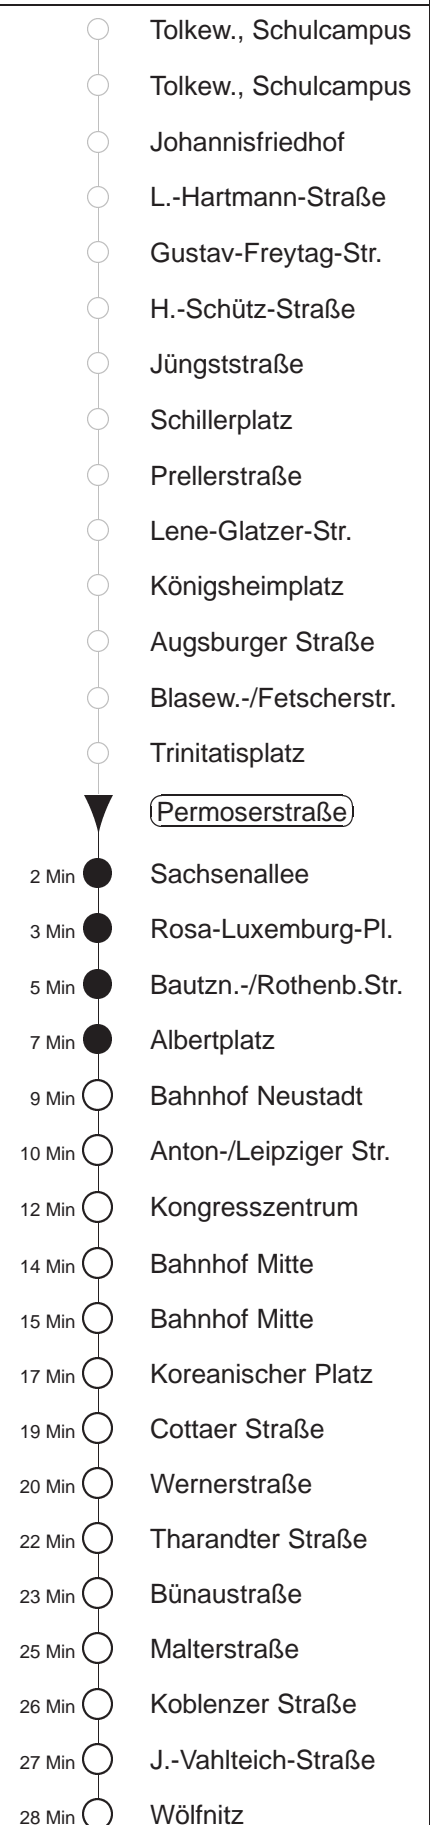 Tolkew., Schulcampus
Tolkew., Schulcampus
Johannisfriedhof
L.-Hartmann-Straße
Gustav-Freytag-Str.
H.-Schütz-Straße
Jüngststraße
Schillerplatz
Prellerstraße
Lene-Glatzer-Str.
Königsheimplatz
Augsburger Straße
Blasew.-/Fetscherstr.
Trinitatisplatz
Permoserstraße
2 Min Sachsenallee
3 Min Rosa-Luxemburg-Pl.
5 Min Bautzn.-/Rothenb.Str.
7 Min Albertplatz
9 Min Bahnhof Neustadt
10 Min Anton-/Leipziger Str.
12 Min Kongresszentrum
14 Min Bahnhof Mitte
15 Min Bahnhof Mitte
17 Min Koreanischer Platz
19 Min Cottaer Straße
20 Min Wernerstraße
22 Min Tharandter Straße
23 Min Bünaustraße
25 Min Malterstraße
26 Min Koblenzer Straße
27 Min J.-Vahlteich-Straße
28 Min Wölfnitz